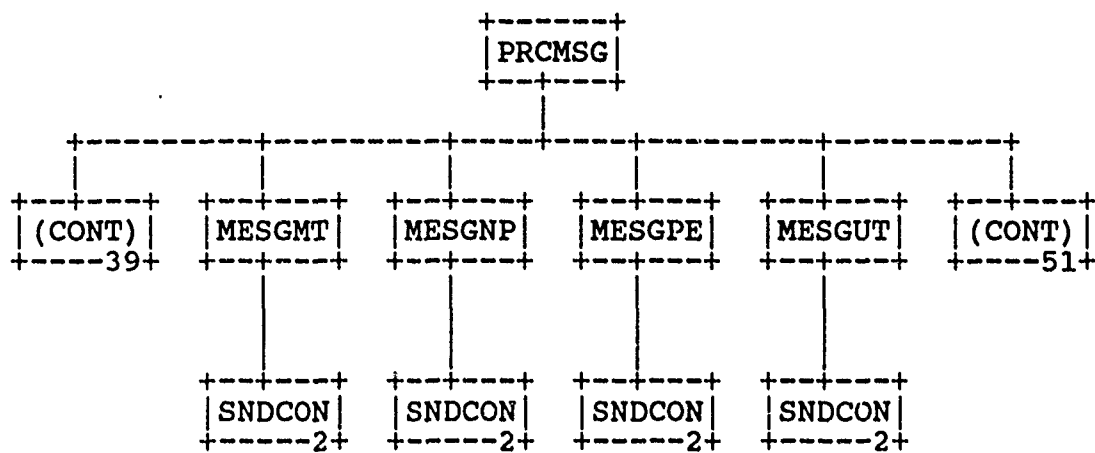 PRCMSG
(CONT) MESGMT MESGNP MESGPE MESGUT (CONT)
39 51
SNDCON SNDCON SNDCON SNDCON
2 2 2 2